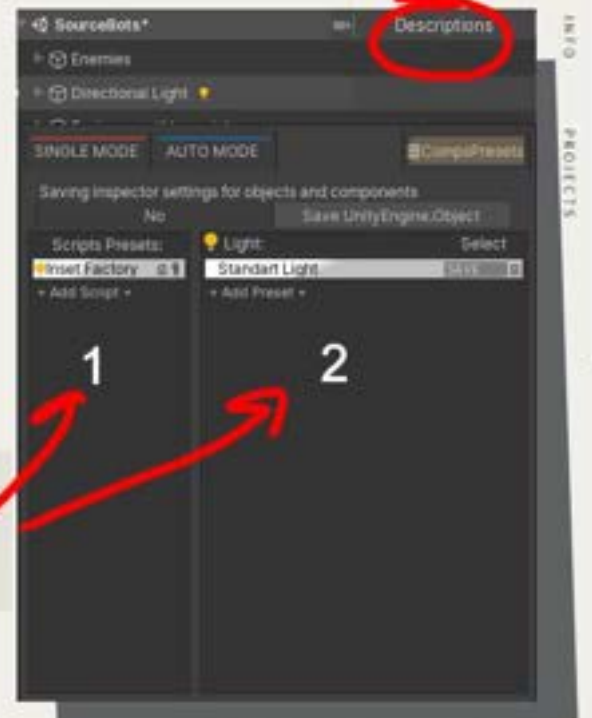 SourceBots*
Descriptions
Enemies
Directional Light
SINGLE MODE
AUTO MODE
CompoPresets
Saving inspector settings for objects and components
No
Save UnityEngine.Object
Scripts Presets:
Light:
Select
Inset Factory
Standart Light
+ Add Script +
+ Add Preset +
1
2
INFO
PROJECTS